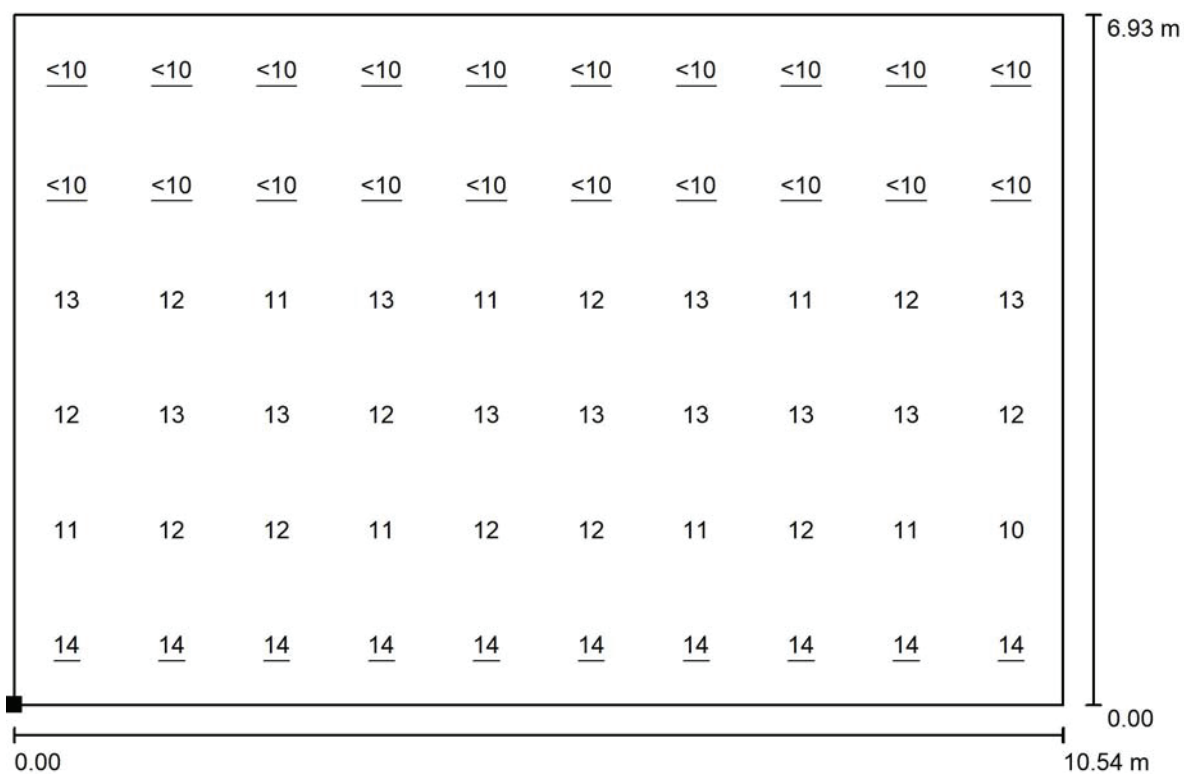 6.93 m
<10 <10 <10 <10 <10 <10 <10 <10 <10 <10
<10 <10 <10 <10 <10 <10 <10 <10 <10 <10
13 12 11 13 11 12 13 11 12 13
12 13 13 12 13 13 13 13 13 12
11 12 12 11 12 12 11 12 11 10
14 14 14 14 14 14 14 14 14 14
0.00
0.00 10.54 m